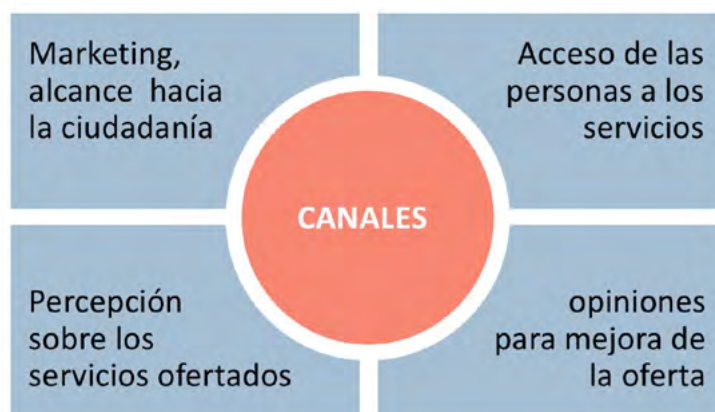 Marketing,
alcance hacia
la ciudadanía
Acceso de las
personas a los
servicios
CANALES
Percepción
sobre los
servicios ofertados
opiniones
para mejora de
la oferta